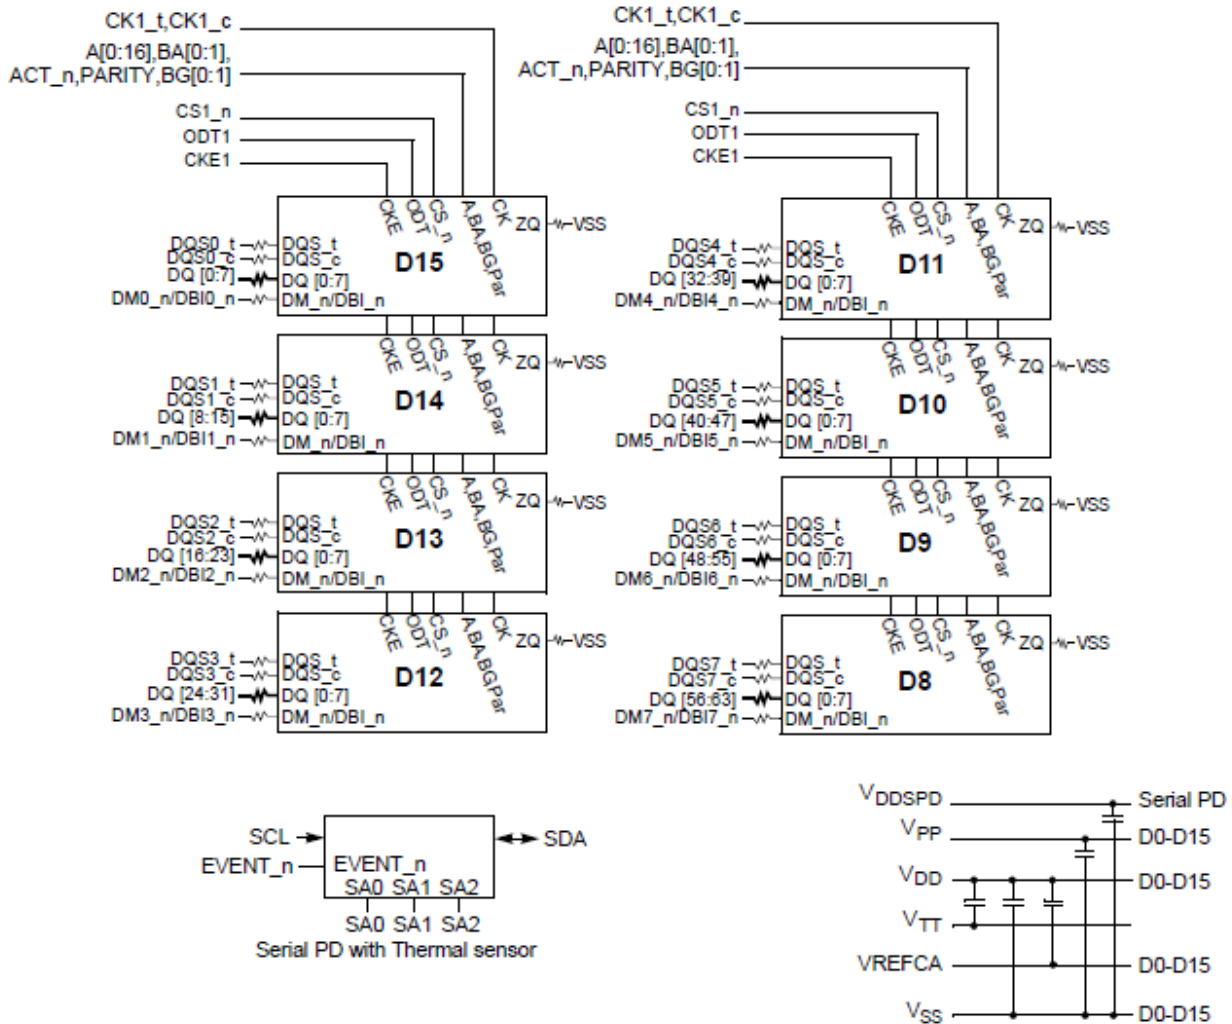 CK1_t,CK1_c
A[0:16],BA[0:1],
ACT_n,PARITY,BG[0:1]
CS1_n
ODT1
CKE1
CKE ODT CS_n A,BA,BG,Par CK ZQ VSS
DQS0_t DQS_t
DQS0_c DQS_c
D15
DQ [0:7] DQ [0:7]
DM0_n/DBI0_n DM_n/DBI_n
CKE ODT CS_n A,BA,BG,Par CK ZQ VSS
DQS1_t DQS_t
DQS1_c DQS_c
D14
DQ [8:15] DQ [0:7]
DM1_n/DBI1_n DM_n/DBI_n
CKE ODT CS_n A,BA,BG,Par CK ZQ VSS
DQS2_t DQS_t
DQS2_c DQS_c
D13
DQ [16:23] DQ [0:7]
DM2_n/DBI2_n DM_n/DBI_n
CKE ODT CS_n A,BA,BG,Par CK ZQ VSS
DQS3_t DQS_t
DQS3_c DQS_c
D12
DQ [24:31] DQ [0:7]
DM3_n/DBI3_n DM_n/DBI_n
CK1_t,CK1_c
A[0:16],BA[0:1],
ACT_n,PARITY,BG[0:1]
CS1_n
ODT1
CKE1
CKE ODT CS_n A,BA,BG,Par CK ZQ VSS
DQS4_t DQS_t
DQS4_c DQS_c
D11
DQ [32:39] DQ [0:7]
DM4_n/DBI4_n DM_n/DBI_n
CKE ODT CS_n A,BA,BG,Par CK ZQ VSS
DQS5_t DQS_t
DQS5_c DQS_c
D10
DQ [40:47] DQ [0:7]
DM5_n/DBI5_n DM_n/DBI_n
CKE ODT CS_n A,BA,BG,Par CK ZQ VSS
DQS6_t DQS_t
DQS6_c DQS_c
D9
DQ [48:55] DQ [0:7]
DM6_n/DBI6_n DM_n/DBI_n
CKE ODT CS_n A,BA,BG,Par CK ZQ VSS
DQS7_t DQS_t
DQS7_c DQS_c
D8
DQ [56:63] DQ [0:7]
DM7_n/DBI7_n DM_n/DBI_n
SCL SDA
EVENT_n EVENT_n
SA0 SA1 SA2
SA0 SA1 SA2
Serial PD with Thermal sensor
VDDSPD Serial PD
VPP D0-D15
VDD D0-D15
VTT
VREFCA D0-D15
VSS D0-D15